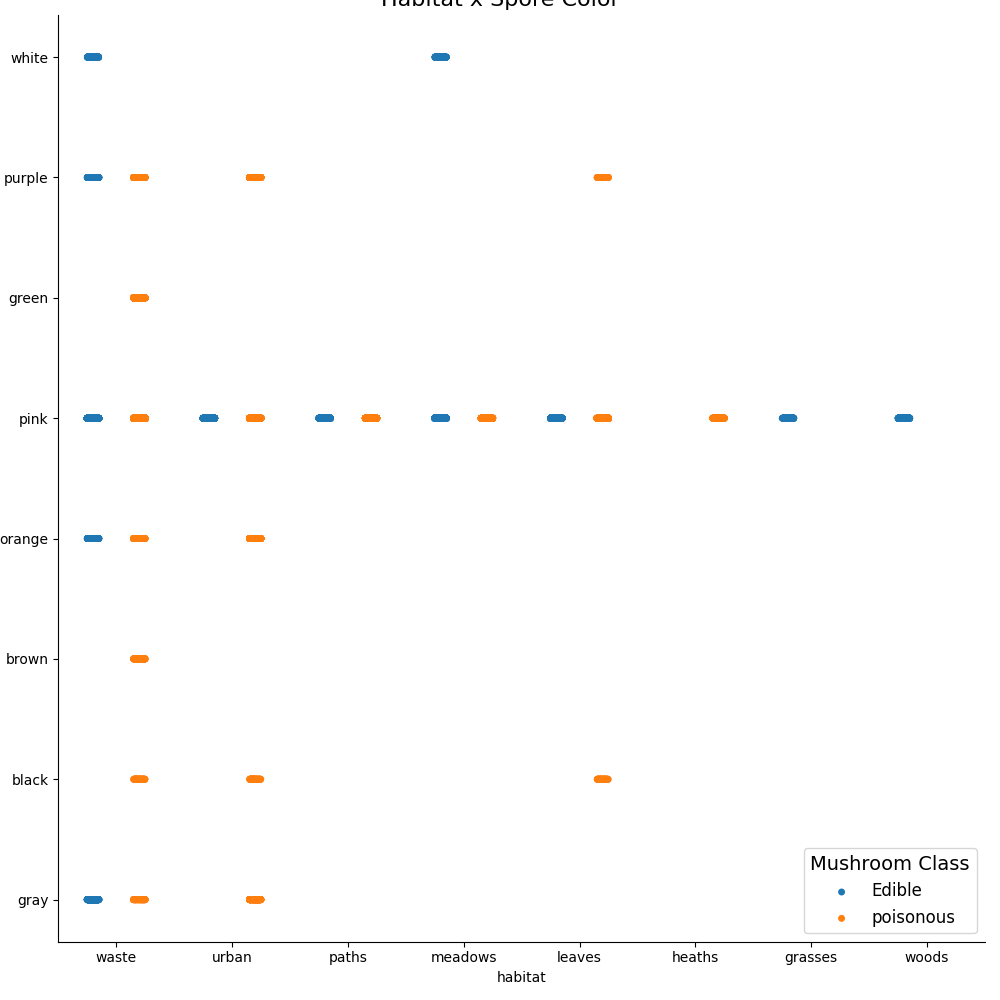 Habitat x Spore Color
white
purple
green
pink
orange
brown
black
gray
Mushroom Class
Edible
poisonous
waste urban paths meadows leaves heaths grasses woods
habitat